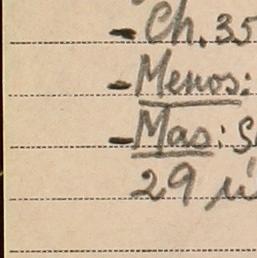 - Ch. 35
- Menos:
- Mas: S
29 ú